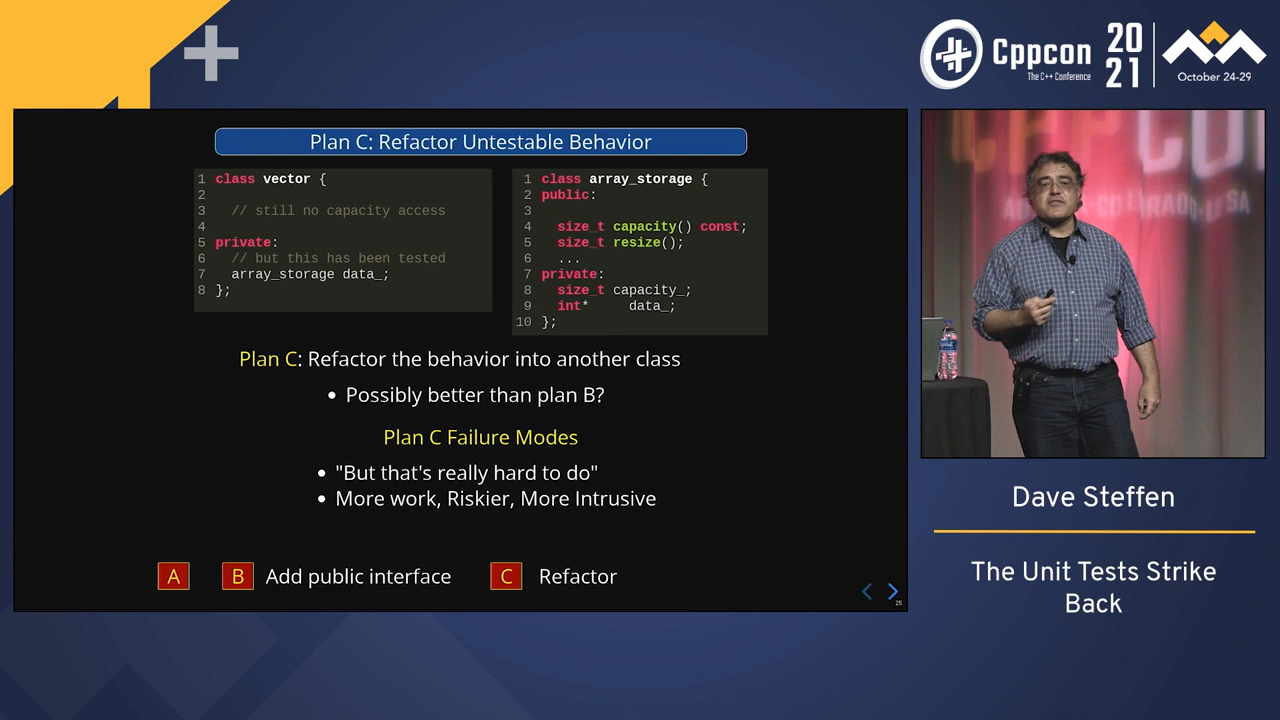 Cppcon
The C++ Conference
20
21
October 24-29
Plan C: Refactor Untestable Behavior
1 class vector {
2
3   // still no capacity access
4
5 private:
6   // but this has been tested
7   array_storage data_;
8 };
1 class array_storage {
2 public:
3
4   size_t capacity() const;
5   size_t resize();
6   ...
7 private:
8   size_t capacity_;
9   int*     data_;
10 };
Plan C: Refactor the behavior into another class
• Possibly better than plan B?
Plan C Failure Modes
• "But that's really hard to do"
• More work, Riskier, More Intrusive
A B Add public interface C Refactor
25
Dave Steffen
The Unit Tests Strike
Back